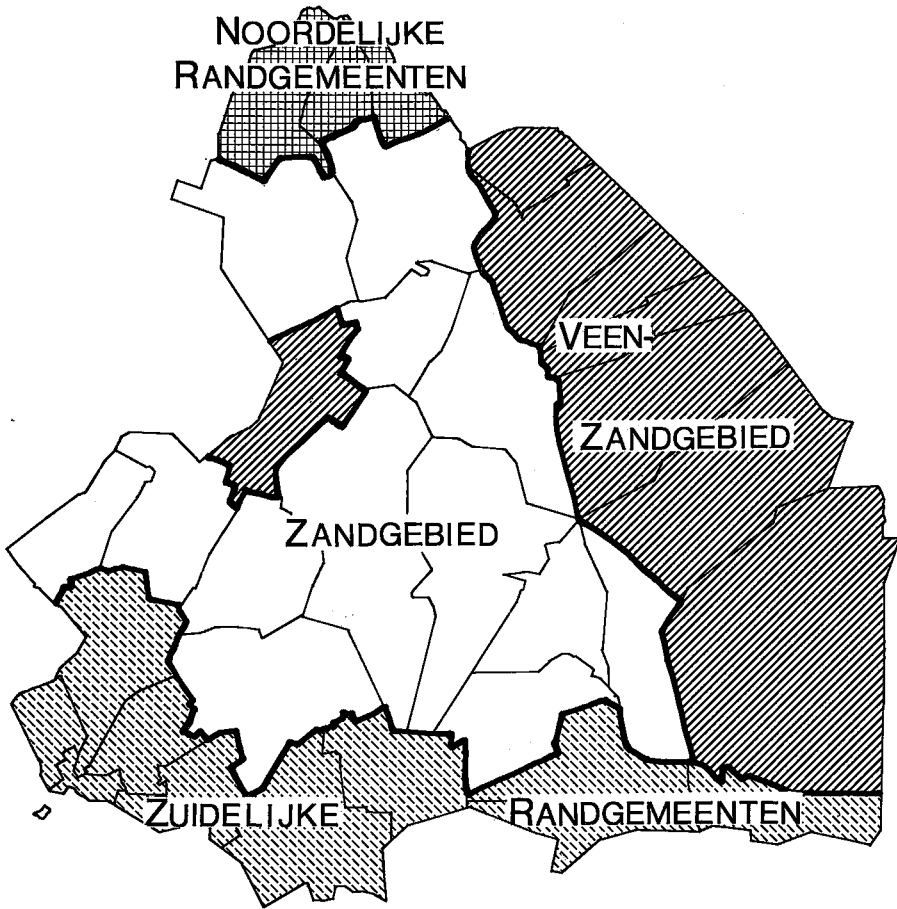 NOORDELIJKE
RANDGEMEENTEN
VEEN-
ZANDGEBIED
ZANDGEBIED
ZUIDELIJKE RANDGEMEENTEN